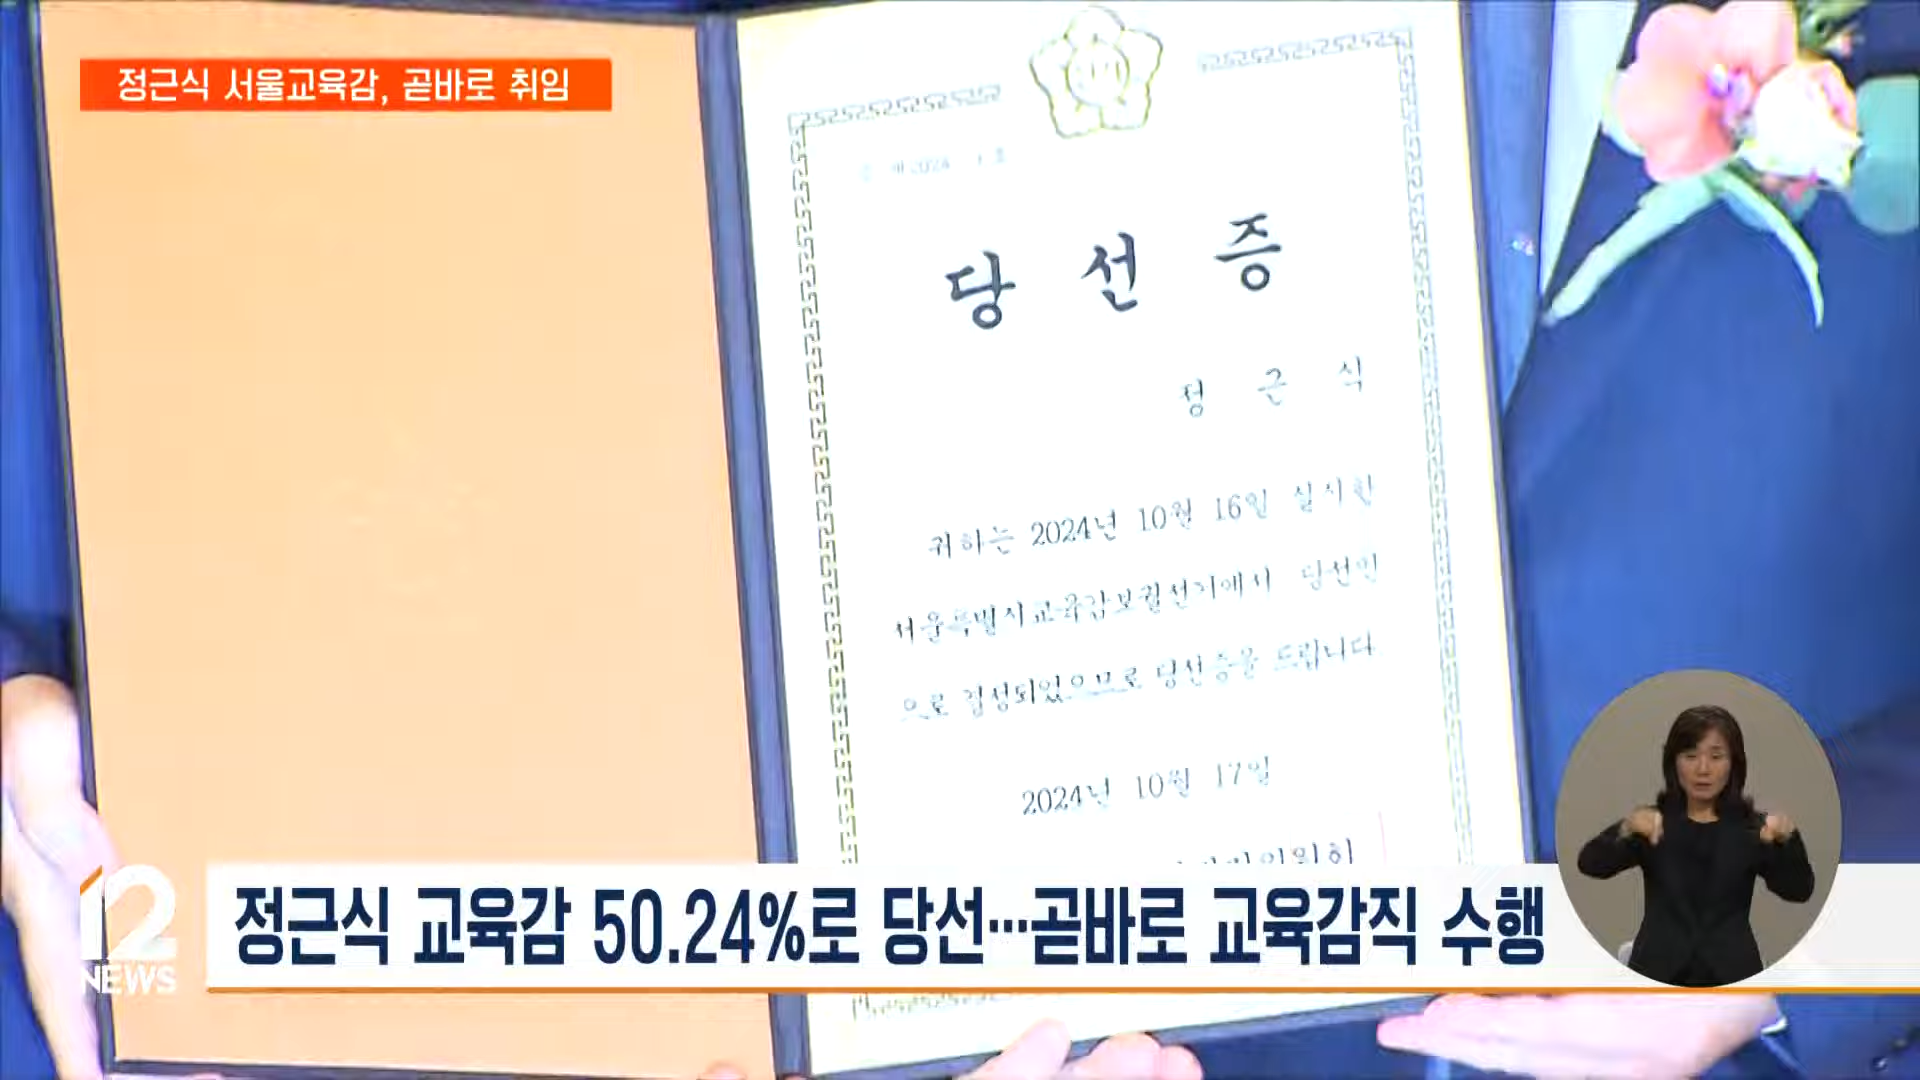 정근식 서울교육감, 곧바로 취임
제2024
당 선 증
정 근 식
귀하는 2024년 10월 16일 실시한
서울특별시교육감보궐선거에서 당선인
으로 결정되었으므로 당선증을 드립니다
2024년 10월 17일
12
NEWS
정근식 교육감 50.24%로 당선…곧바로 교육감직 수행